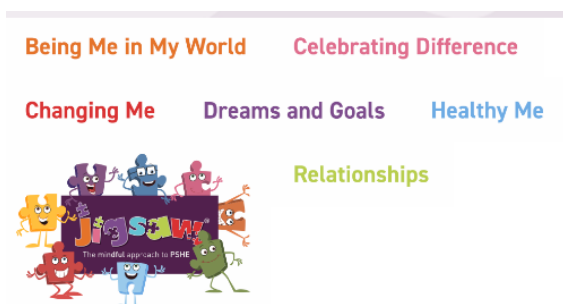 Being Me in My World Celebrating Difference
Changing Me Dreams and Goals Healthy Me
Relationships
Jigsaw®
The mindful approach to PSHE